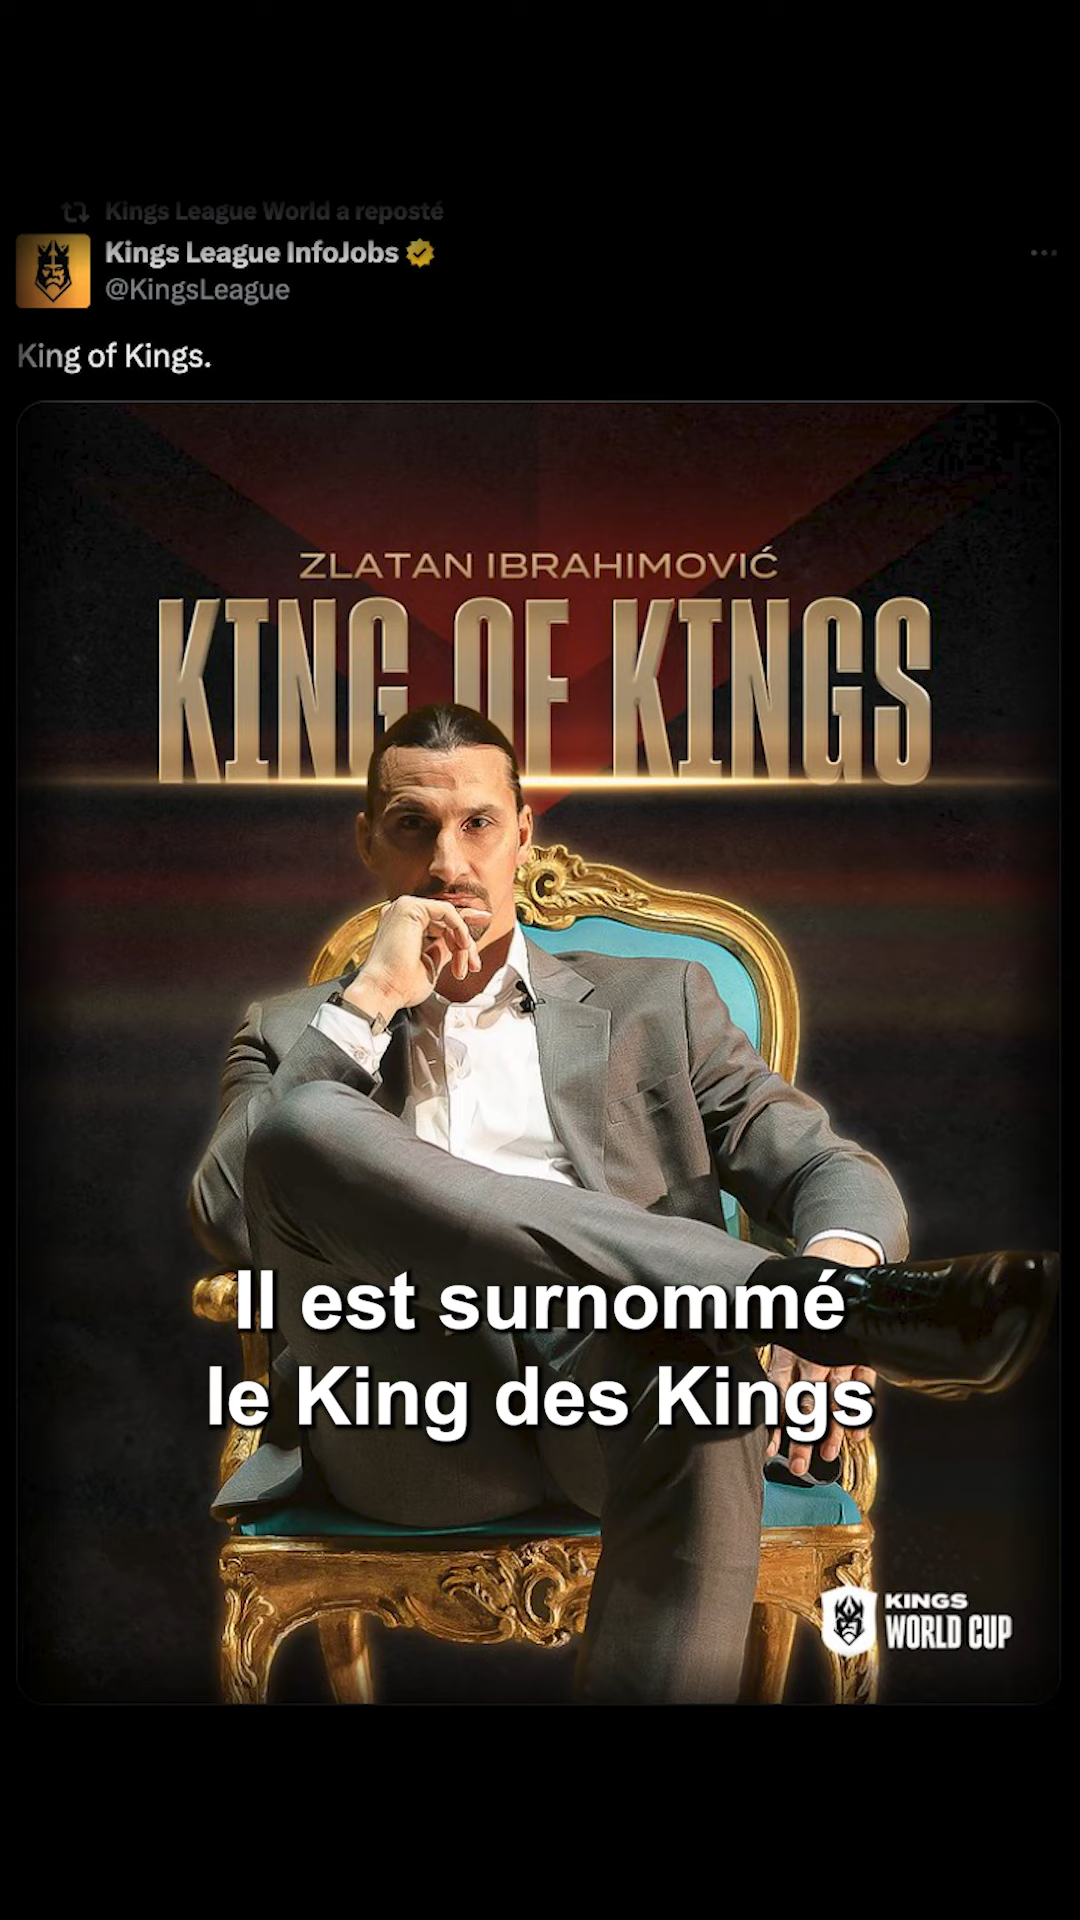 Kings League World a reposté
Kings League InfoJobs
@KingsLeague
King of Kings.
ZLATAN IBRAHIMOVIĆ
KING OF KINGS
Il est surnommé
le King des Kings
KINGS
WORLD CUP